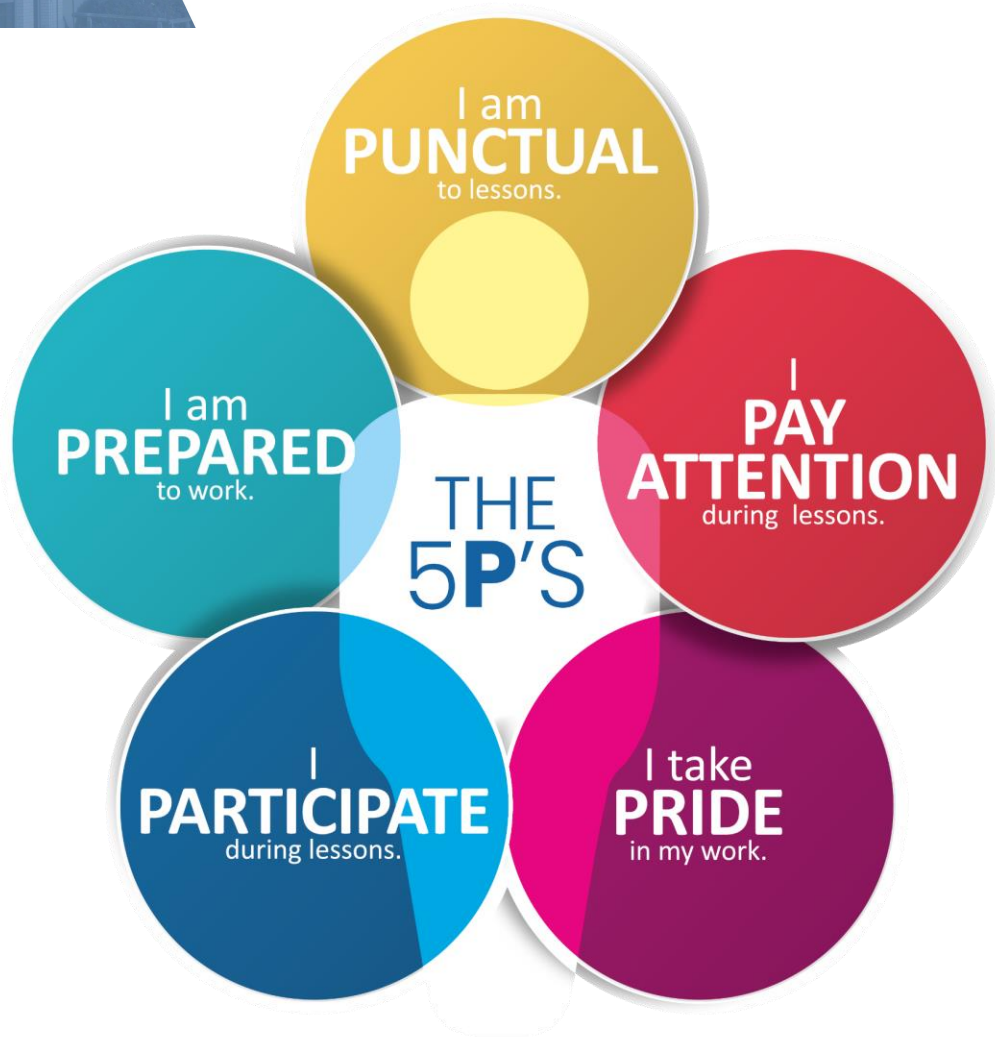 I am
PUNCTUAL
to lessons.
I
PAY
ATTENTION
during lessons.
I take
PRIDE
in my work.
I
PARTICIPATE
during lessons.
I am
PREPARED
to work.
THE
5P'S